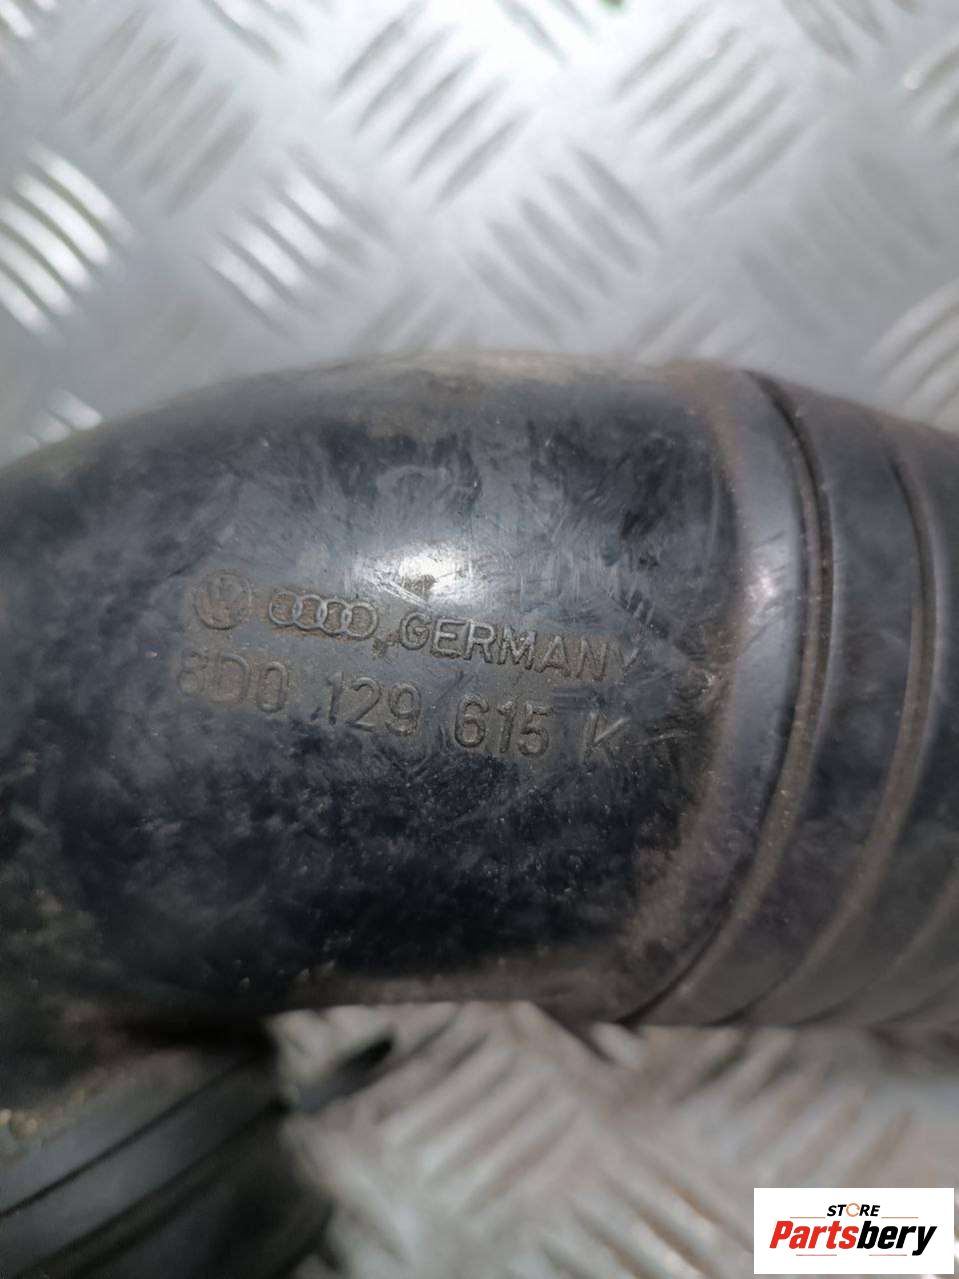 GERMANY
8D0 129 615 K
STORE
Partsbery